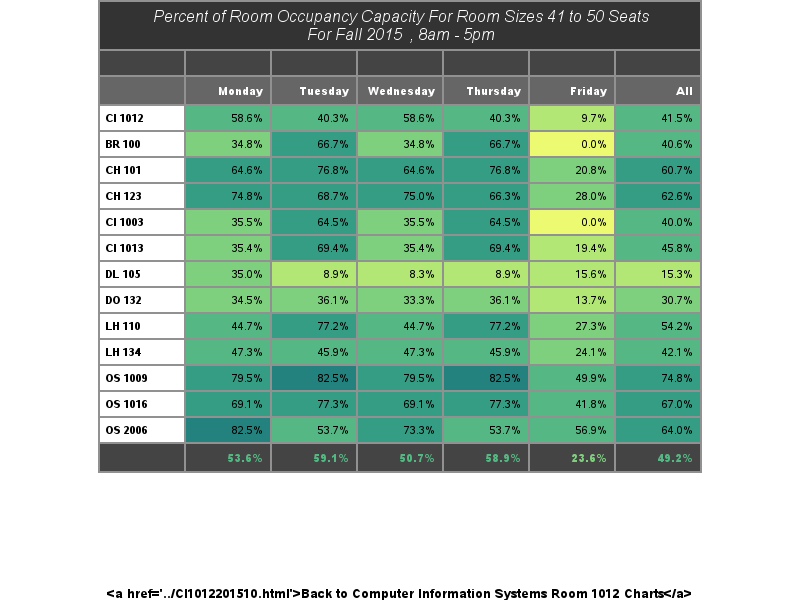 Percent of Room Occupancy Capacity For Room Sizes 41 to 50 Seats
For Fall 2015 , 8am - 5pm
Monday Tuesday Wednesday Thursday Friday All
CI 1012 58.6% 40.3% 58.6% 40.3% 9.7% 41.5%
BR 100 34.8% 66.7% 34.8% 66.7% 0.0% 40.6%
CH 101 64.6% 76.8% 64.6% 76.8% 20.8% 60.7%
CH 123 74.8% 68.7% 75.0% 66.3% 28.0% 62.6%
CI 1003 35.5% 64.5% 35.5% 64.5% 0.0% 40.0%
CI 1013 35.4% 69.4% 35.4% 69.4% 19.4% 45.8%
DL 105 35.0% 8.9% 8.3% 8.9% 15.6% 15.3%
DO 132 34.5% 36.1% 33.3% 36.1% 13.7% 30.7%
LH 110 44.7% 77.2% 44.7% 77.2% 27.3% 54.2%
LH 134 47.3% 45.9% 47.3% 45.9% 24.1% 42.1%
OS 1009 79.5% 82.5% 79.5% 82.5% 49.9% 74.8%
OS 1016 69.1% 77.3% 69.1% 77.3% 41.8% 67.0%
OS 2006 82.5% 53.7% 73.3% 53.7% 56.9% 64.0%
53.6% 59.1% 50.7% 58.9% 23.6% 49.2%
<a href='../CI1012201510.html'>Back to Computer Information Systems Room 1012 Charts</a>